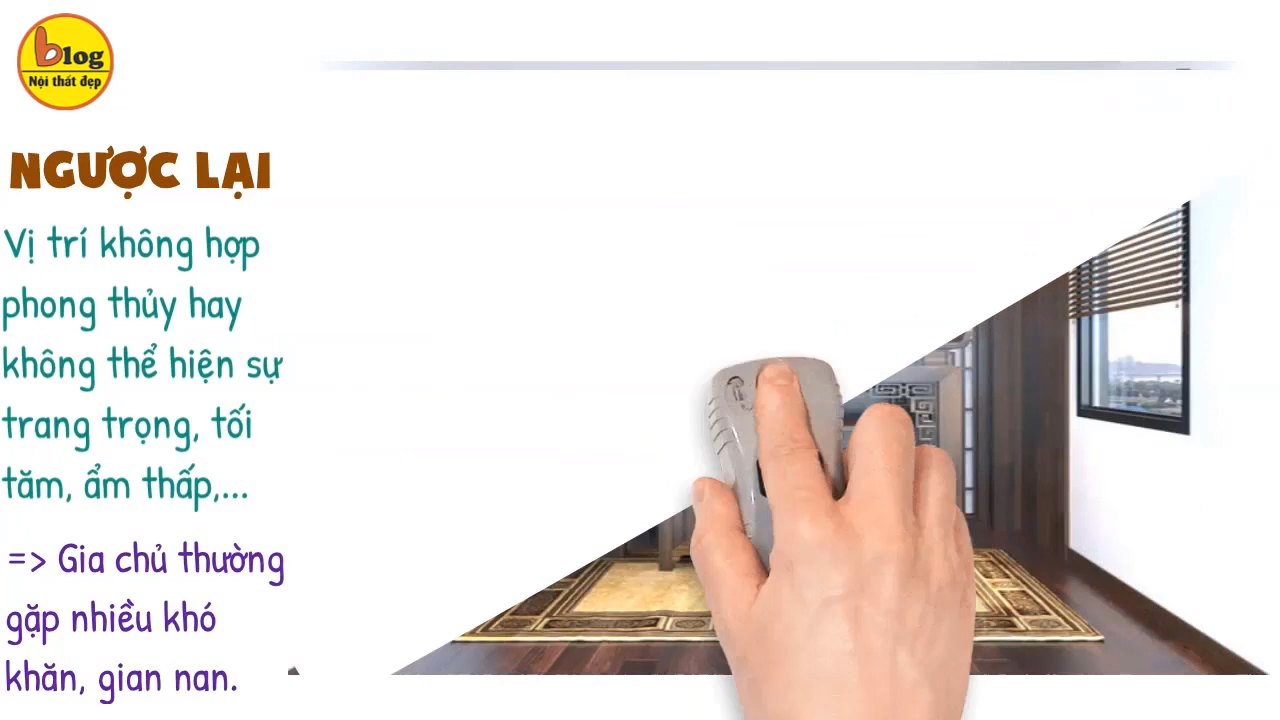 blog
Nội thất đẹp
NGƯỢC LẠI
Vị trí không hợp
phong thủy hay
không thể hiện sự
trang trọng, tối
tăm, ẩm thấp,...
=> Gia chủ thường
gặp nhiều khó
khăn, gian nan.